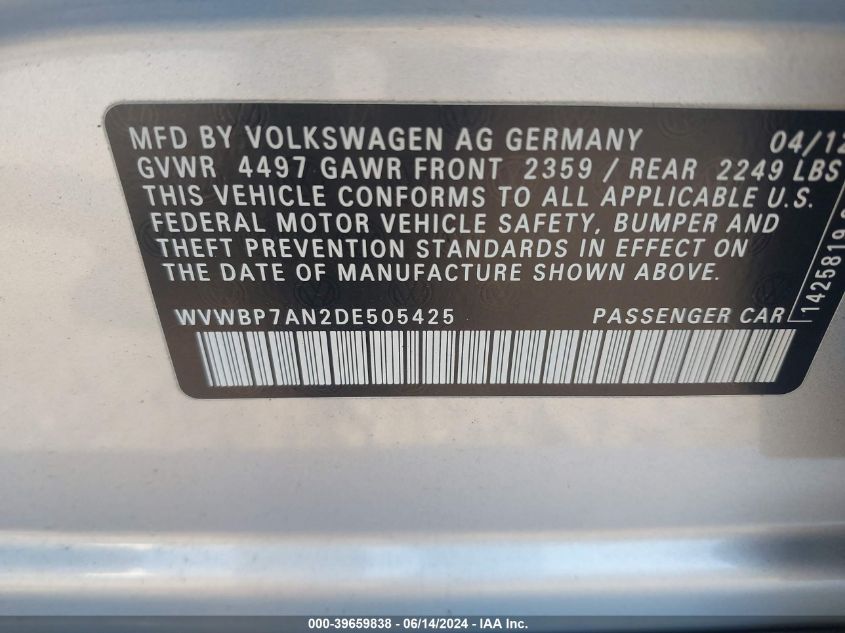 MFD BY VOLKSWAGEN AG GERMANY 04/12
GVWR 4497 GAWR FRONT 2359 / REAR 2249 LBS
THIS VEHICLE CONFORMS TO ALL APPLICABLE U.S.
FEDERAL MOTOR VEHICLE SAFETY, BUMPER AND
THEFT PREVENTION STANDARDS IN EFFECT ON
THE DATE OF MANUFACTURE SHOWN ABOVE.
WVWBP7AN2DE505425 PASSENGER CAR
1425819
000-39659838 - 06/14/2024 - IAA Inc.